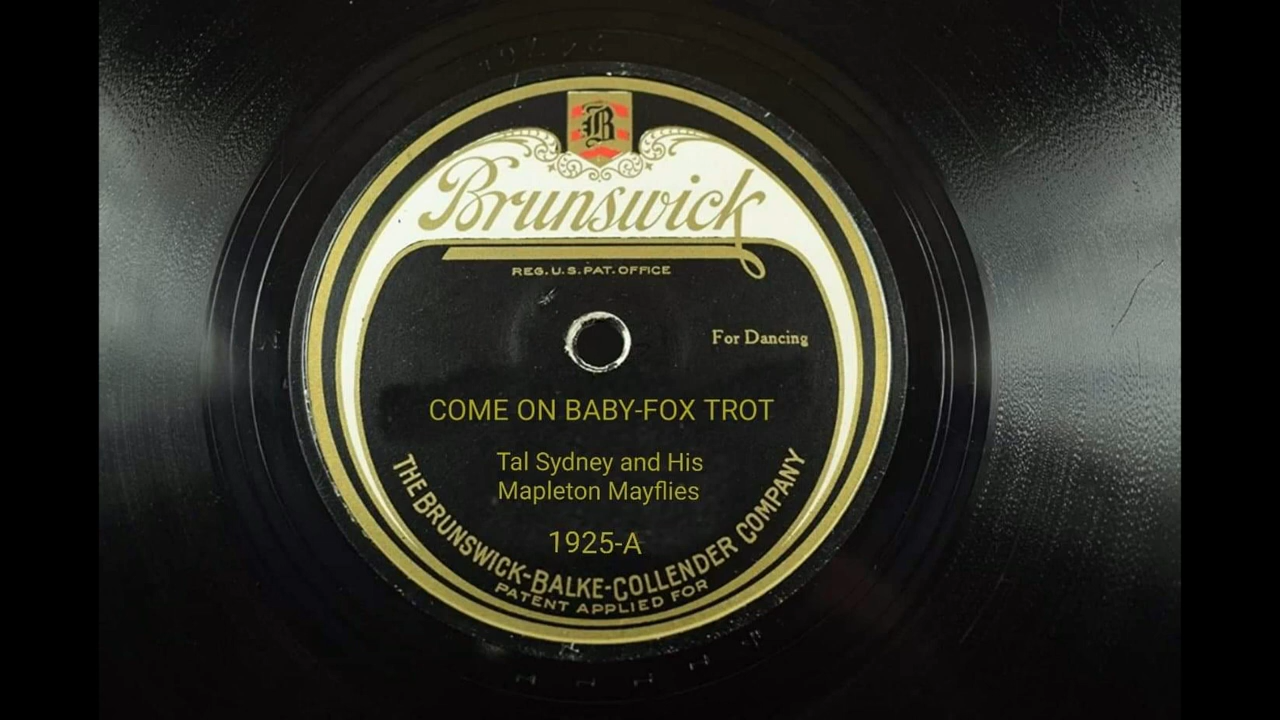 B
Brunswick
REG. U.S. PAT. OFFICE
For Dancing
COME ON BABY-FOX TROT
Tal Sydney and His
Mapleton Mayflies
1925-A
THE BRUNSWICK-BALKE-COLLENDER COMPANY
PATENT APPLIED FOR